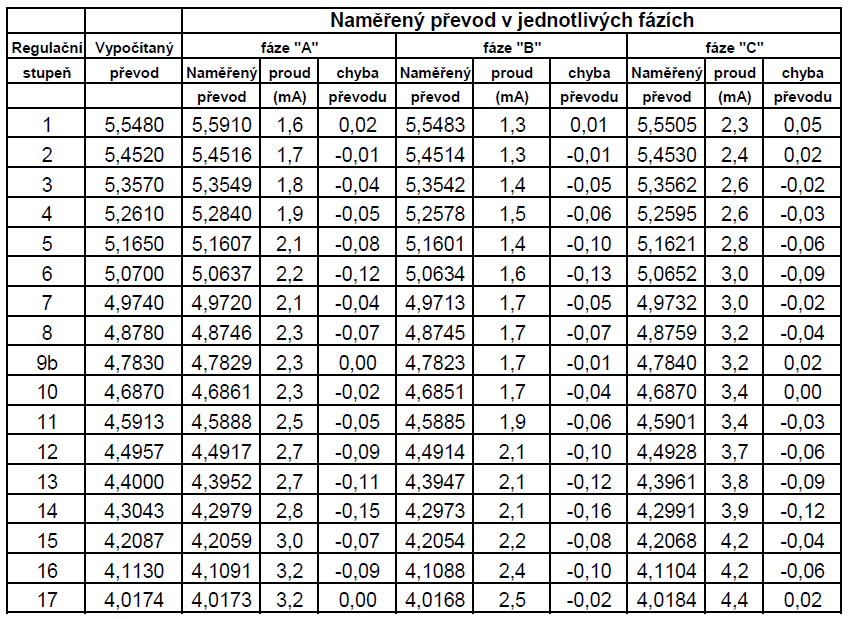 Naměřený převod v jednotlivých fázích
Regulační Vypočítaný fáze "A" fáze "B" fáze "C"
stupeň převod Naměřený proud chyba Naměřený proud chyba Naměřený proud chyba
převod (mA) převodu převod (mA) převodu převod (mA) převodu
1 5,5480 5,5910 1,6 0,02 5,5483 1,3 0,01 5,5505 2,3 0,05
2 5,4520 5,4516 1,7 -0,01 5,4514 1,3 -0,01 5,4530 2,4 0,02
3 5,3570 5,3549 1,8 -0,04 5,3542 1,4 -0,05 5,3562 2,6 -0,02
4 5,2610 5,2840 1,9 -0,05 5,2578 1,5 -0,06 5,2595 2,6 -0,03
5 5,1650 5,1607 2,1 -0,08 5,1601 1,4 -0,10 5,1621 2,8 -0,06
6 5,0700 5,0637 2,2 -0,12 5,0634 1,6 -0,13 5,0652 3,0 -0,09
7 4,9740 4,9720 2,1 -0,04 4,9713 1,7 -0,05 4,9732 3,0 -0,02
8 4,8780 4,8746 2,3 -0,07 4,8745 1,7 -0,07 4,8759 3,2 -0,04
9b 4,7830 4,7829 2,3 0,00 4,7823 1,7 -0,01 4,7840 3,2 0,02
10 4,6870 4,6861 2,3 -0,02 4,6851 1,7 -0,04 4,6870 3,4 0,00
11 4,5913 4,5888 2,5 -0,05 4,5885 1,9 -0,06 4,5901 3,4 -0,03
12 4,4957 4,4917 2,7 -0,09 4,4914 2,1 -0,10 4,4928 3,7 -0,06
13 4,4000 4,3952 2,7 -0,11 4,3947 2,1 -0,12 4,3961 3,8 -0,09
14 4,3043 4,2979 2,8 -0,15 4,2973 2,1 -0,16 4,2991 3,9 -0,12
15 4,2087 4,2059 3,0 -0,07 4,2054 2,2 -0,08 4,2068 4,2 -0,04
16 4,1130 4,1091 3,2 -0,09 4,1088 2,4 -0,10 4,1104 4,2 -0,06
17 4,0174 4,0173 3,2 0,00 4,0168 2,5 -0,02 4,0184 4,4 0,02